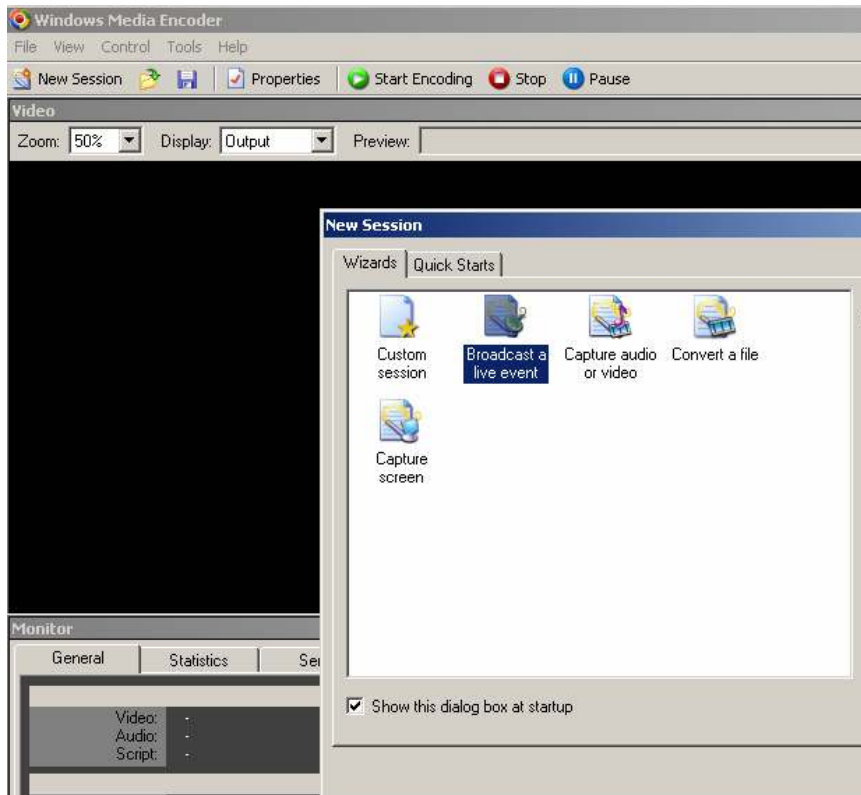 Windows Media Encoder
File View Control Tools Help
New Session Properties Start Encoding Stop Pause
Video
Zoom: 50% Display: Output Preview:
New Session
Wizards Quick Starts
Custom session
Broadcast a live event
Capture audio or video
Convert a file
Capture screen
Show this dialog box at startup
Monitor
General Statistics
Video: -
Audio: -
Script: -